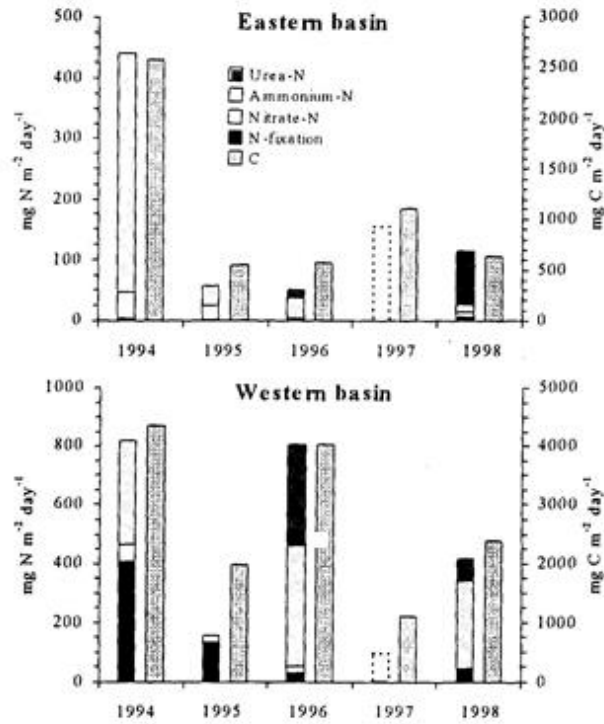 Eastern basin
500
400
300
200
100
0
mg N m⁻² day⁻¹
Urea-N
Ammonium-N
Nitrate-N
N-fixation
C
3000
2500
2000
1500
1000
500
0
mg C m⁻² day⁻¹
1994 1995 1996 1997 1998
Western basin
1000
800
600
400
200
0
mg N m⁻² day⁻¹
5000
4000
3000
2000
1000
0
mg C m⁻² day⁻¹
1994 1995 1996 1997 1998